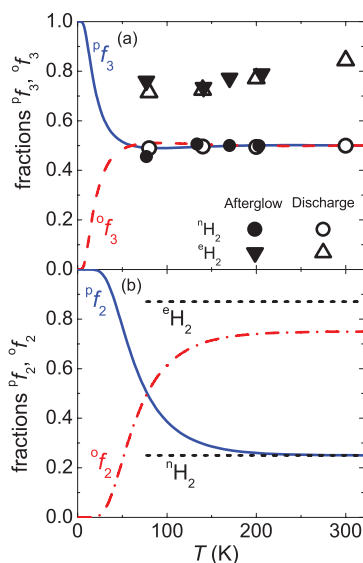 1.0
(a)
ᵖf₃
0.8
fractions ᵖf₃, ᵒf₃
0.6
0.4
Afterglow Discharge
ⁿH₂
0.2
ᵒf₃
ᵉH₂
0.0
(b)
ᵉH₂
0.8
ᵖf₂
fractions ᵖf₂, ᵒf₂
0.6
0.4
0.2
ᵒf₂
ⁿH₂
0.0
0 100 200 300
T (K)